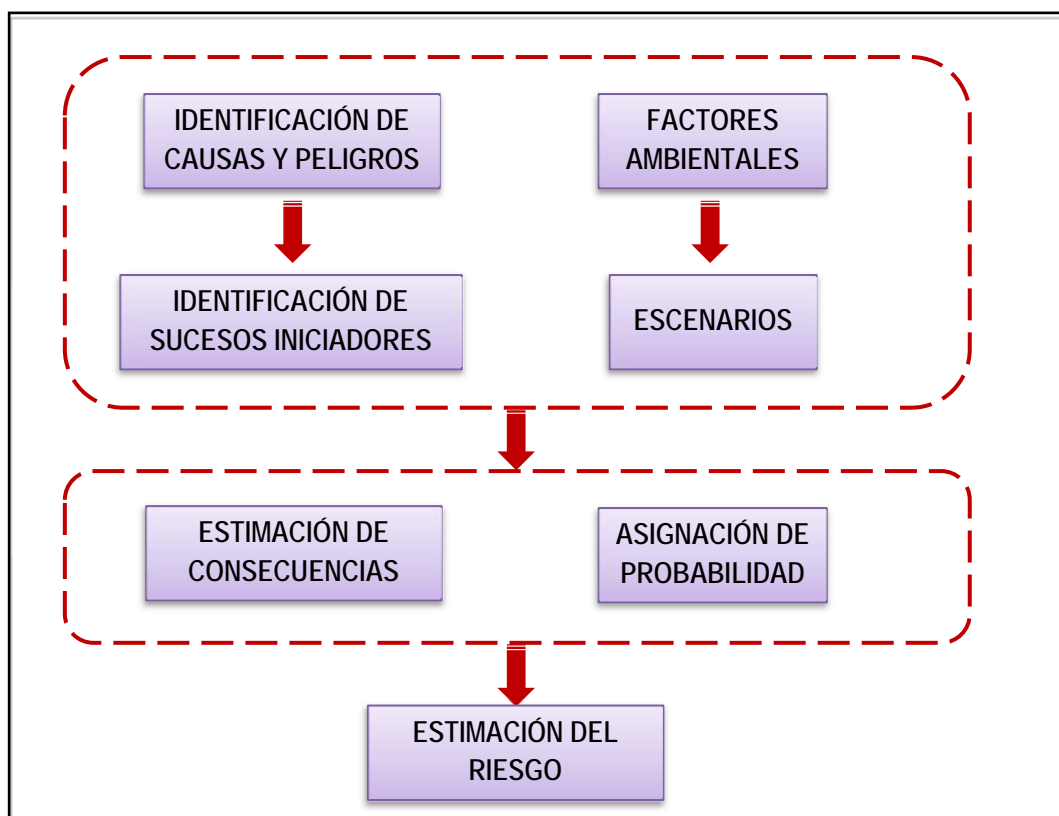 IDENTIFICACIÓN DE
CAUSAS Y PELIGROS
FACTORES
AMBIENTALES
IDENTIFICACIÓN DE
SUCESOS INICIADORES
ESCENARIOS
ESTIMACIÓN DE
CONSECUENCIAS
ASIGNACIÓN DE
PROBABILIDAD
ESTIMACIÓN DEL
RIESGO